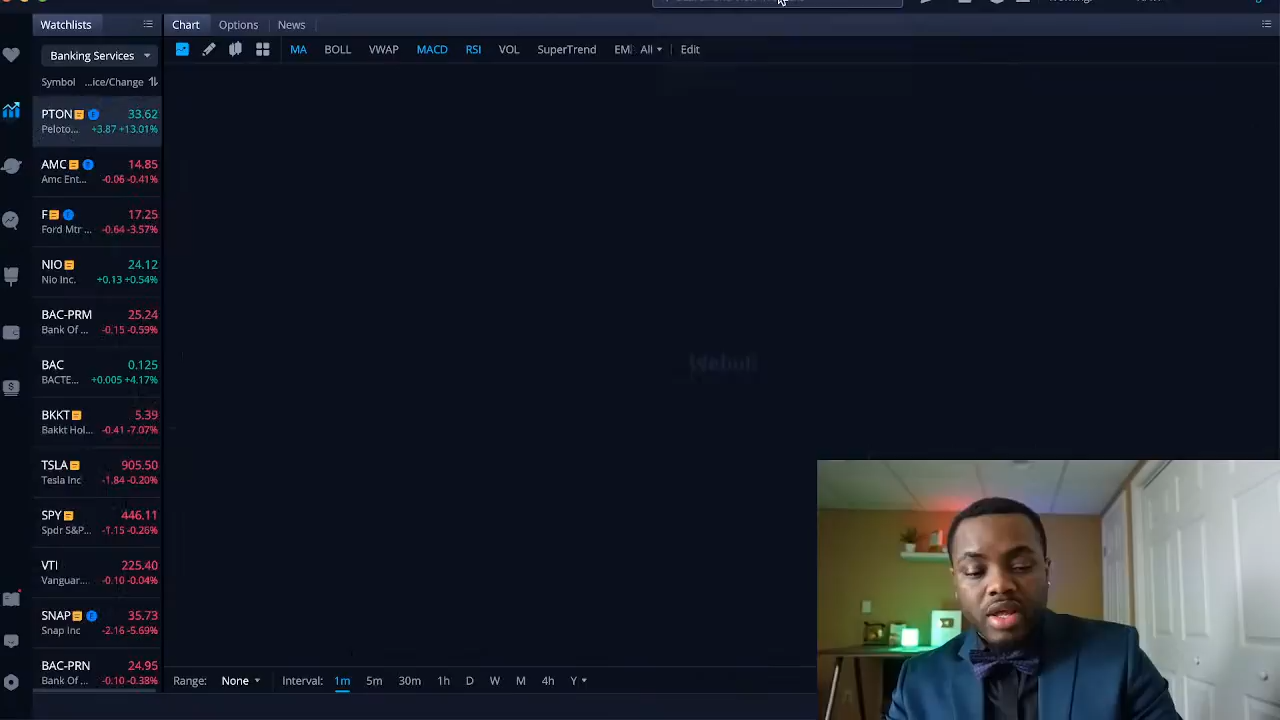 Watchlists
Chart Options News
Banking Services
MA BOLL VWAP MACD RSI VOL SuperTrend EM All Edit
Symbol ...ice/Change
PTON 33.62
Peloto... +3.87 +13.01%
AMC 14.85
Amc Ent... -0.06 -0.41%
F 17.25
Ford Mtr ... -0.64 -3.57%
NIO 24.12
Nio Inc. +0.13 +0.54%
BAC-PRM 25.24
Bank Of ... -0.15 -0.59%
BAC 0.125
BACTE... +0.005 +4.17%
BKKT 5.39
Bakkt Hol... -0.41 -7.07%
TSLA 905.50
Tesla Inc -1.84 -0.20%
SPY 446.11
Spdr S&P... -1.15 -0.26%
VTI 225.40
Vanguar... -0.10 -0.04%
SNAP 35.73
Snap Inc -2.16 -5.69%
BAC-PRN 24.95
Bank Of ... -0.10 -0.38%
Range: None Interval: 1m 5m 30m 1h D W M 4h Y